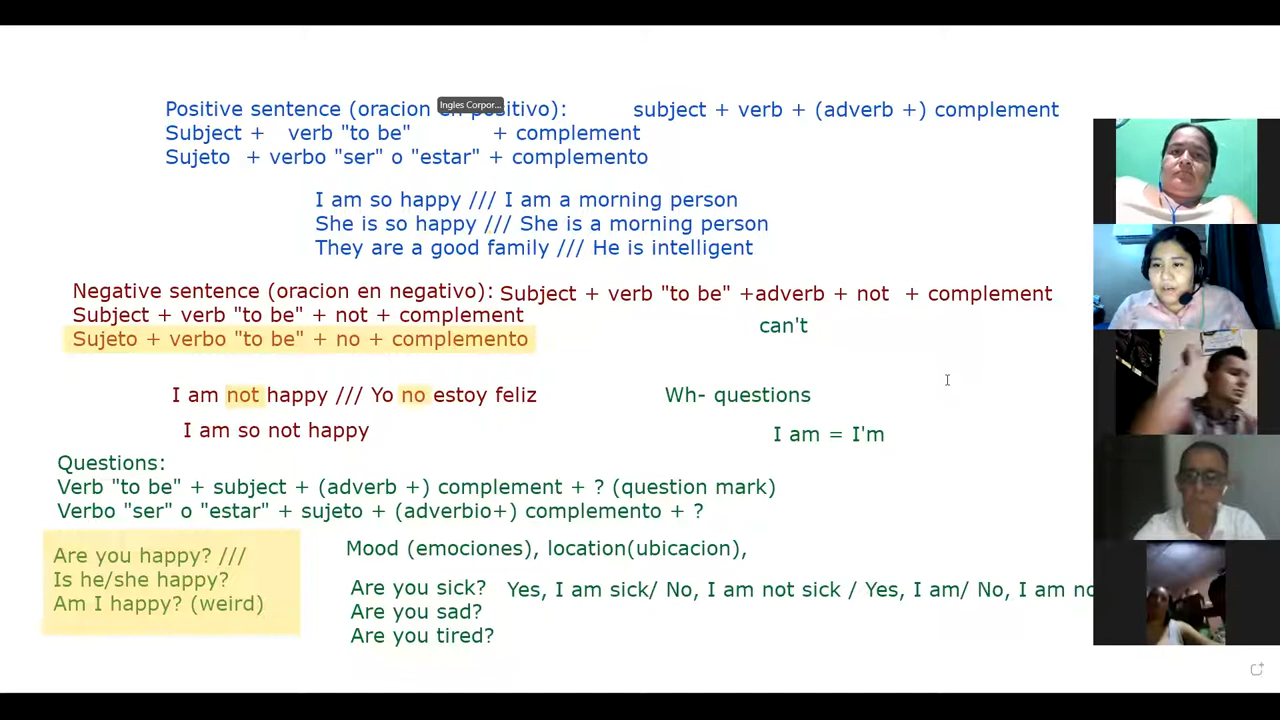 Positive sentence (oracion en positivo): subject + verb + (adverb +) complement
Ingles Corpor...
Subject + verb "to be" + complement
Sujeto + verbo "ser" o "estar" + complemento
I am so happy /// I am a morning person
She is so happy /// She is a morning person
They are a good family /// He is intelligent
Negative sentence (oracion en negativo): Subject + verb "to be" +adverb + not + complement
Subject + verb "to be" + not + complement
can't
Sujeto + verbo "to be" + no + complemento
I am not happy /// Yo no estoy feliz
Wh- questions
I am so not happy
I am = I'm
Questions:
Verb "to be" + subject + (adverb +) complement + ? (question mark)
Verbo "ser" o "estar" + sujeto + (adverbio+) complemento + ?
Are you happy? ///
Is he/she happy?
Am I happy? (weird)
Mood (emociones), location(ubicacion),
Are you sick? Yes, I am sick/ No, I am not sick / Yes, I am/ No, I am no
Are you sad?
Are you tired?